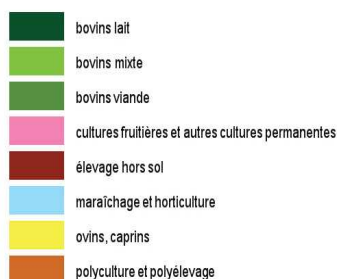 bovins lait
bovins mixte
bovins viande
cultures fruitières et autres cultures permanentes
élevage hors sol
maraîchage et horticulture
ovins, caprins
polyculture et polyélevage